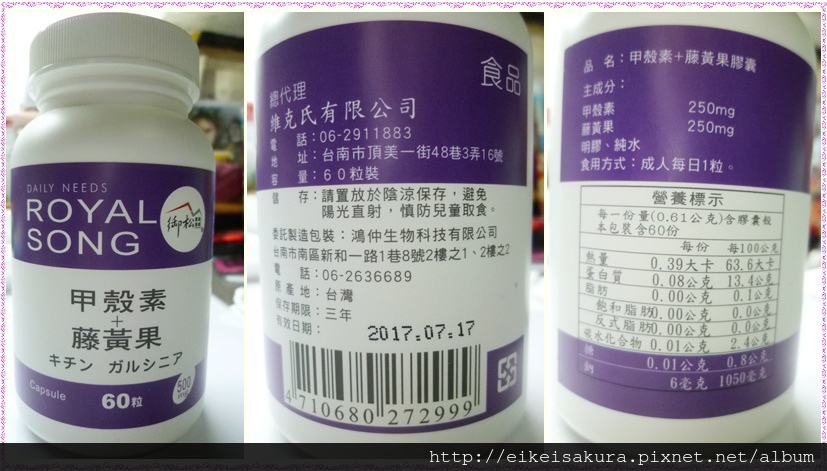 DAILY NEEDS
ROYAL
SONG
御松
甲殼素
+
藤黃果
キチン ガルシニア
Capsule
60粒
500
mg
食品
總代理
維克氏有限公司
電　　話：06-2911883
地　　址：台南市頂美一街48巷3弄16號
容　　量：60粒裝
儲　　存：請置放於陰涼保存，避免
陽光直射，慎防兒童取食。
委託製造包裝：鴻仲生物科技有限公司
台南市南區新和一路1巷8號2樓之1、2樓之2
電　　話：06-2636689
原 產 地：台灣
保存期限：三年
有效日期：
2017.07.17
4 710680 272999
品　名：甲殼素+藤黃果膠囊
主成分：
甲殼素 250mg
藤黃果 250mg
明膠、純水
食用方式：成人每日1粒。
營養標示
每一份量(0.61公克)含膠囊殼
本包裝含60份
每份 每100公克
熱量 0.39大卡 63.6大卡
蛋白質 0.08公克 13.4公克
脂肪 0.00公克 0.1公克
飽和脂肪0.00公克 0.0公克
反式脂肪0.00公克 0.0公克
碳水化合物 0.01公克 2.4公克
糖 0.01公克 0.8公克
鈉 6毫克 1050毫克
http://eikeisakura.pixnet.net/album